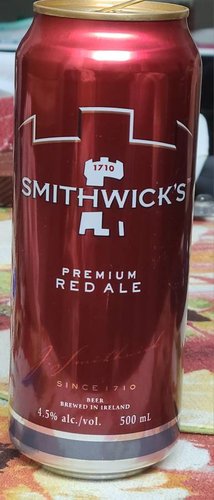 1710
SMITHWICK'S
PREMIUM
RED ALE
SINCE 1710
BEER
BREWED IN IRELAND
4.5% alc./vol. 500 mL